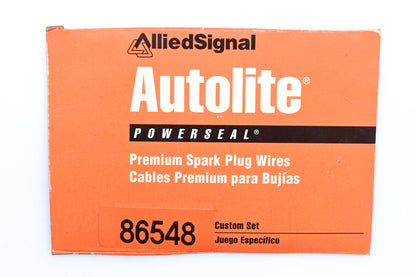 AlliedSignal
Autolite®
POWERSEAL®
Premium Spark Plug Wires
Cables Premium para Bujías
86548
Custom Set
Juego Específico